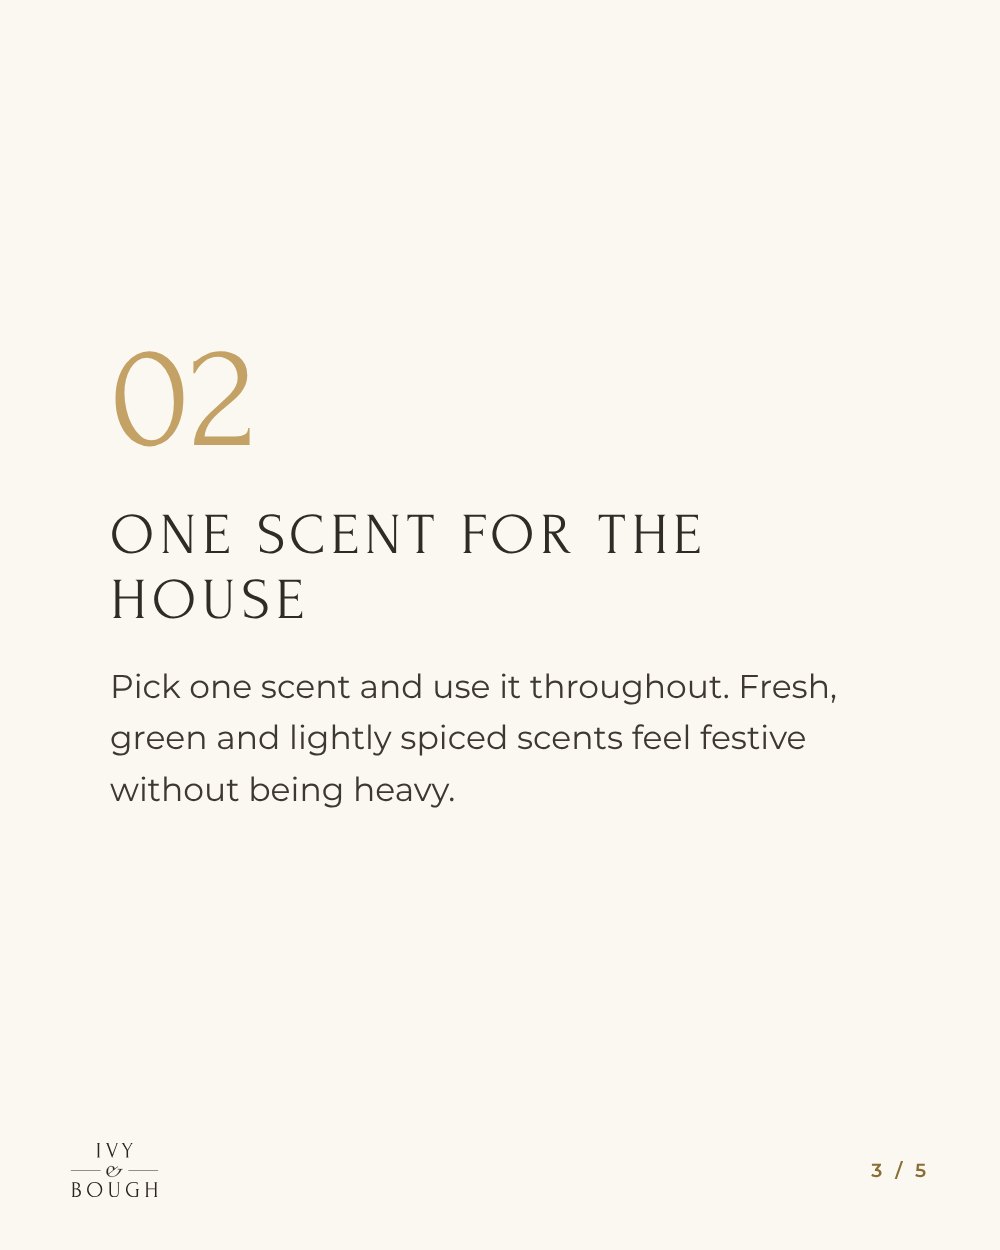 02
ONE SCENT FOR THE
HOUSE
Pick one scent and use it throughout. Fresh,
green and lightly spiced scents feel festive
without being heavy.
IVY
&
BOUGH
3 / 5